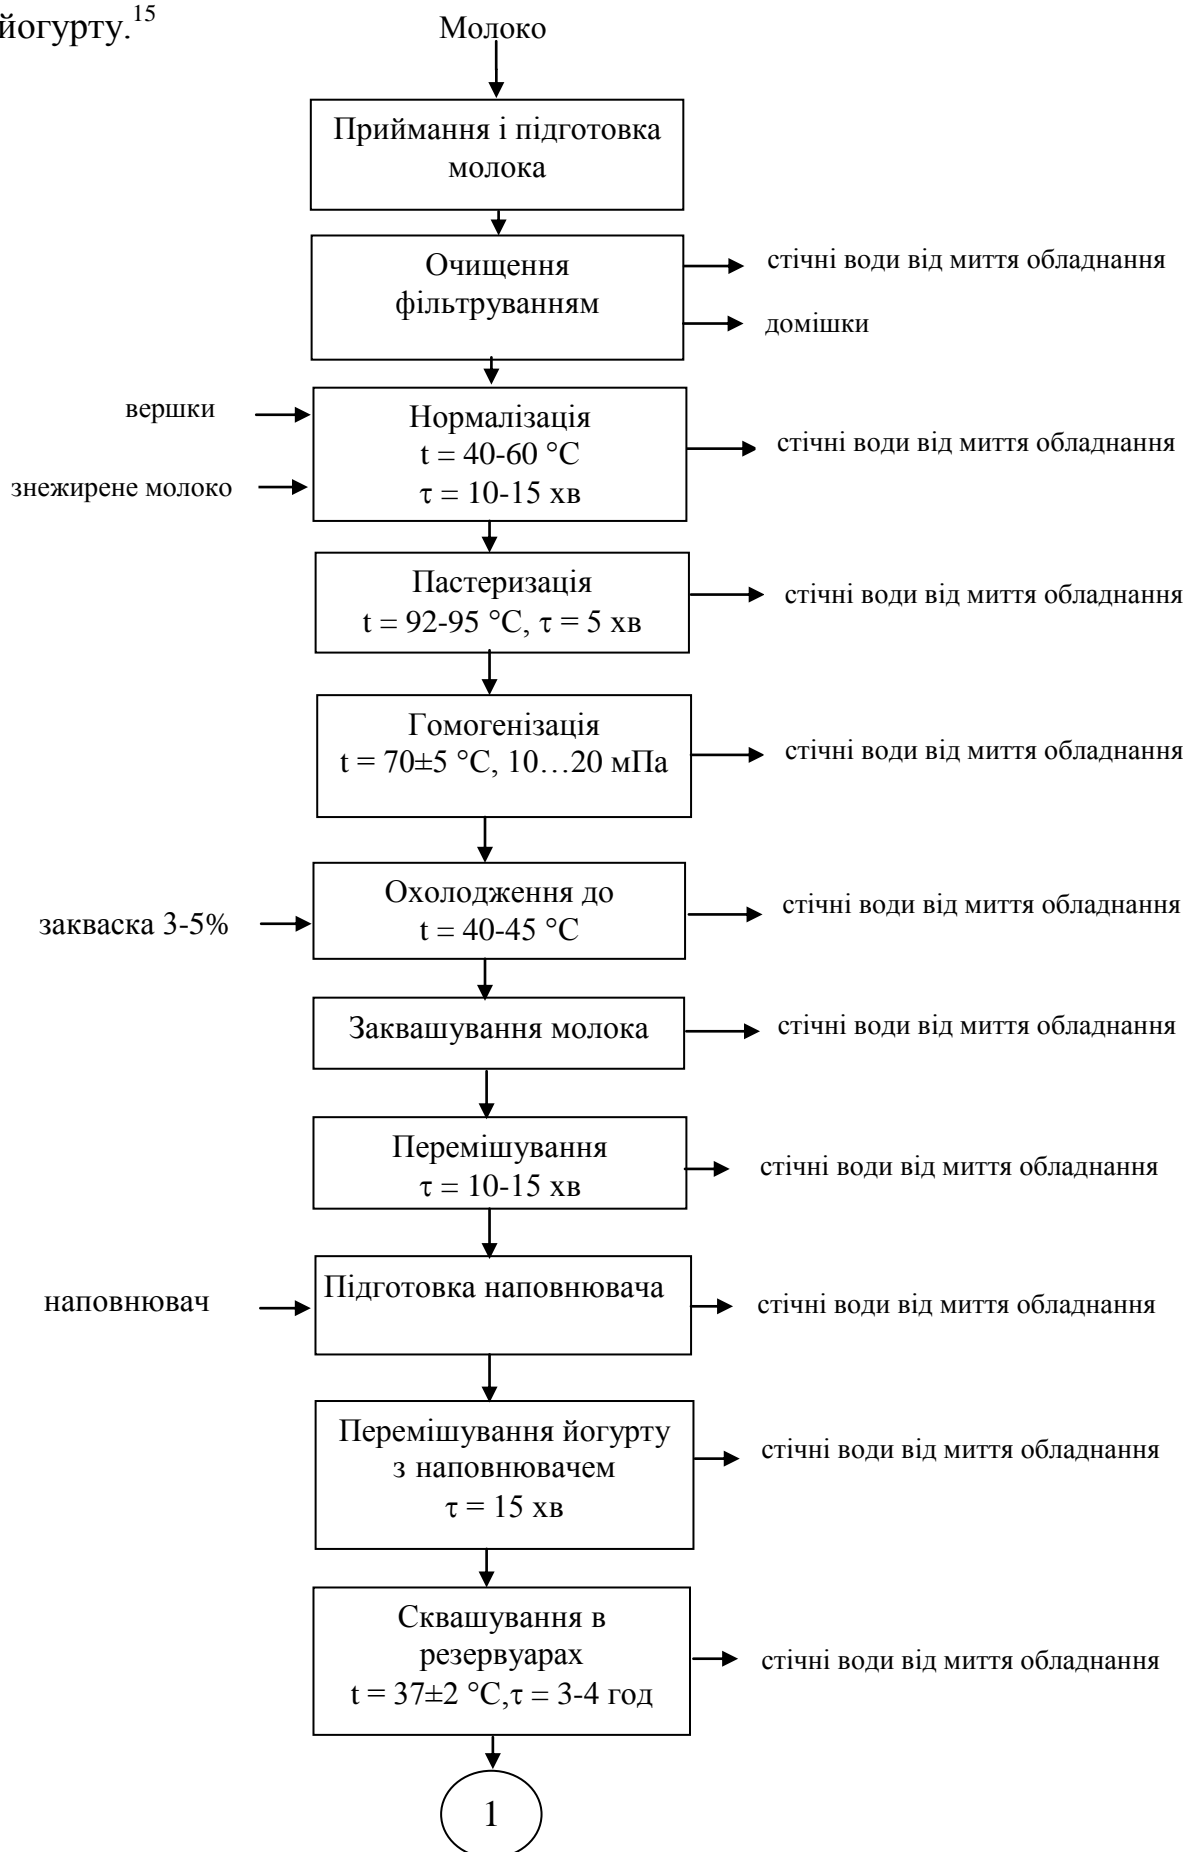 йогурту.15
Молоко
Приймання і підготовка
молока
Очищення
фільтруванням
стічні води від миття обладнання
домішки
вершки
знежирене молоко
Нормалізація
t = 40-60 °C
τ = 10-15 хв
стічні води від миття обладнання
Пастеризація
t = 92-95 °C, τ = 5 хв
стічні води від миття обладнання
Гомогенізація
t = 70±5 °C, 10…20 мПа
стічні води від миття обладнання
закваска 3-5%
Охолодження до
t = 40-45 °C
стічні води від миття обладнання
Заквашування молока
стічні води від миття обладнання
Перемішування
τ = 10-15 хв
стічні води від миття обладнання
наповнювач
Підготовка наповнювача
стічні води від миття обладнання
Перемішування йогурту
з наповнювачем
τ = 15 хв
стічні води від миття обладнання
Сквашування в
резервуарах
t = 37±2 °C,τ = 3-4 год
стічні води від миття обладнання
1